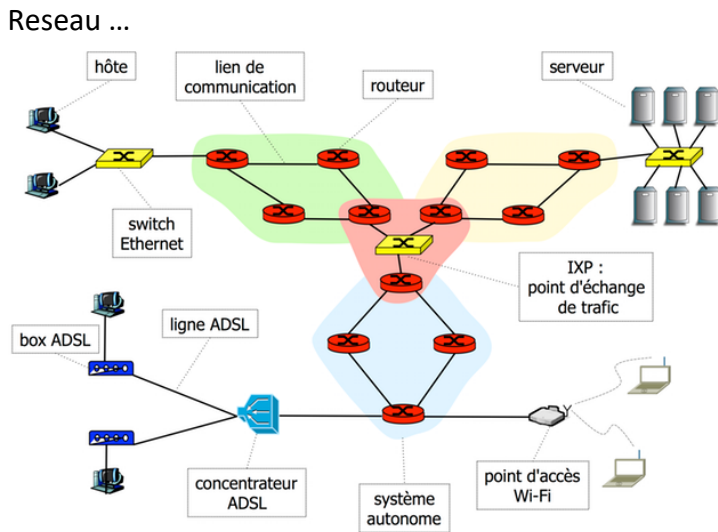 Reseau ...
hôte
lien de
communication
routeur
serveur
switch
Ethernet
IXP :
point d'échange
de trafic
box ADSL
ligne ADSL
concentrateur
ADSL
système
autonome
point d'accès
Wi-Fi